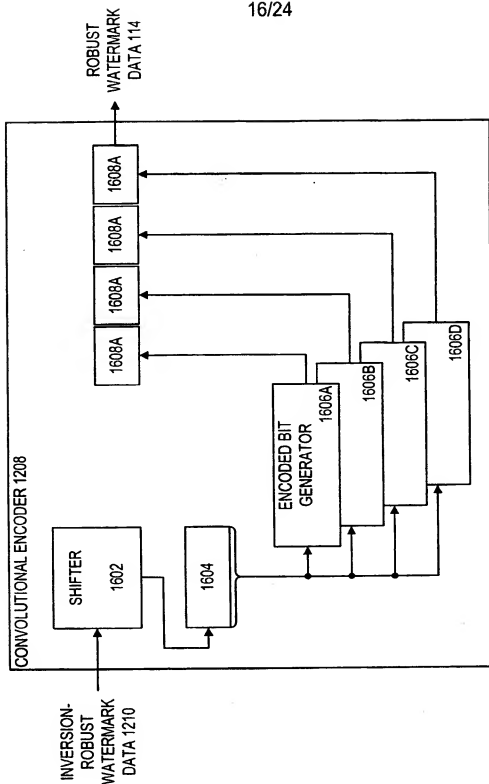 16/24
CONVOLUTIONAL ENCODER 1208
INVERSION-
ROBUST
WATERMARK
DATA 1210
SHIFTER
1602
1604
ENCODED BIT
GENERATOR
1606A
1606B
1606C
1606D
1608A
1608A
1608A
1608A
ROBUST
WATERMARK
DATA 114